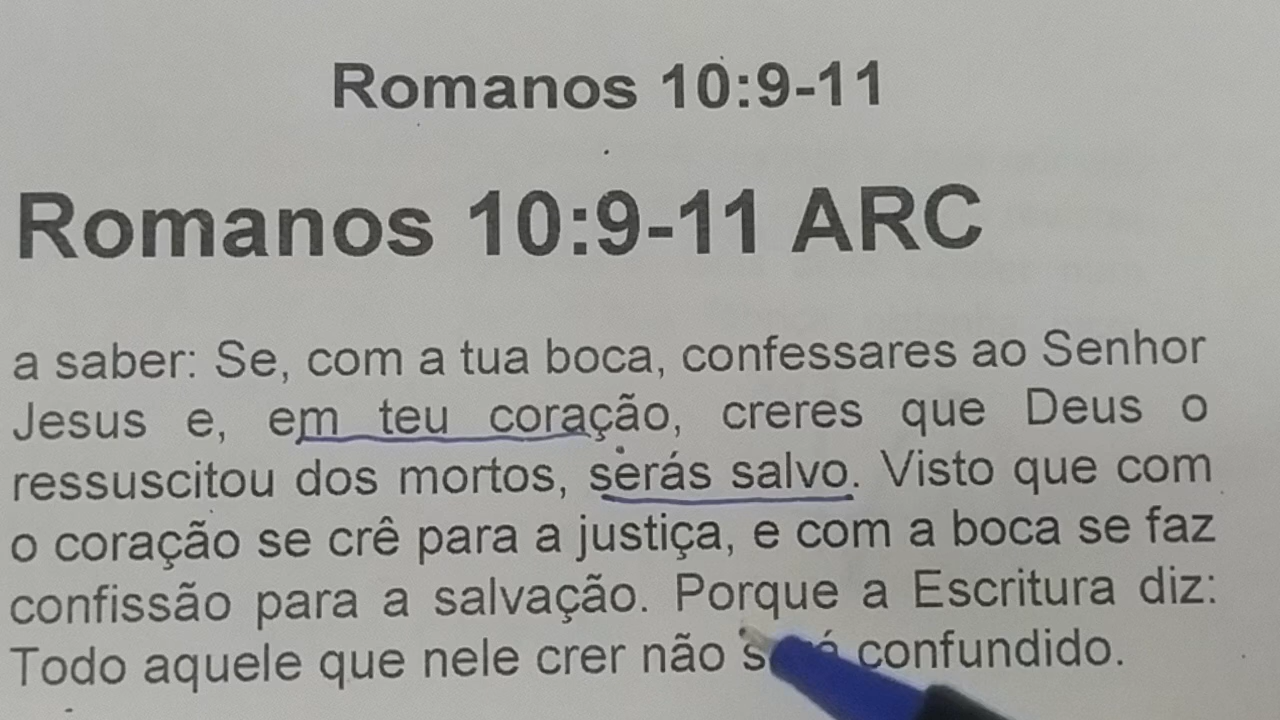 Romanos 10:9-11
Romanos 10:9-11 ARC
a saber: Se, com a tua boca, confessares ao Senhor
Jesus e, em teu coração, creres que Deus o
ressuscitou dos mortos, serás salvo. Visto que com
o coração se crê para a justiça, e com a boca se faz
confissão para a salvação. Porque a Escritura diz:
Todo aquele que nele crer não será confundido.